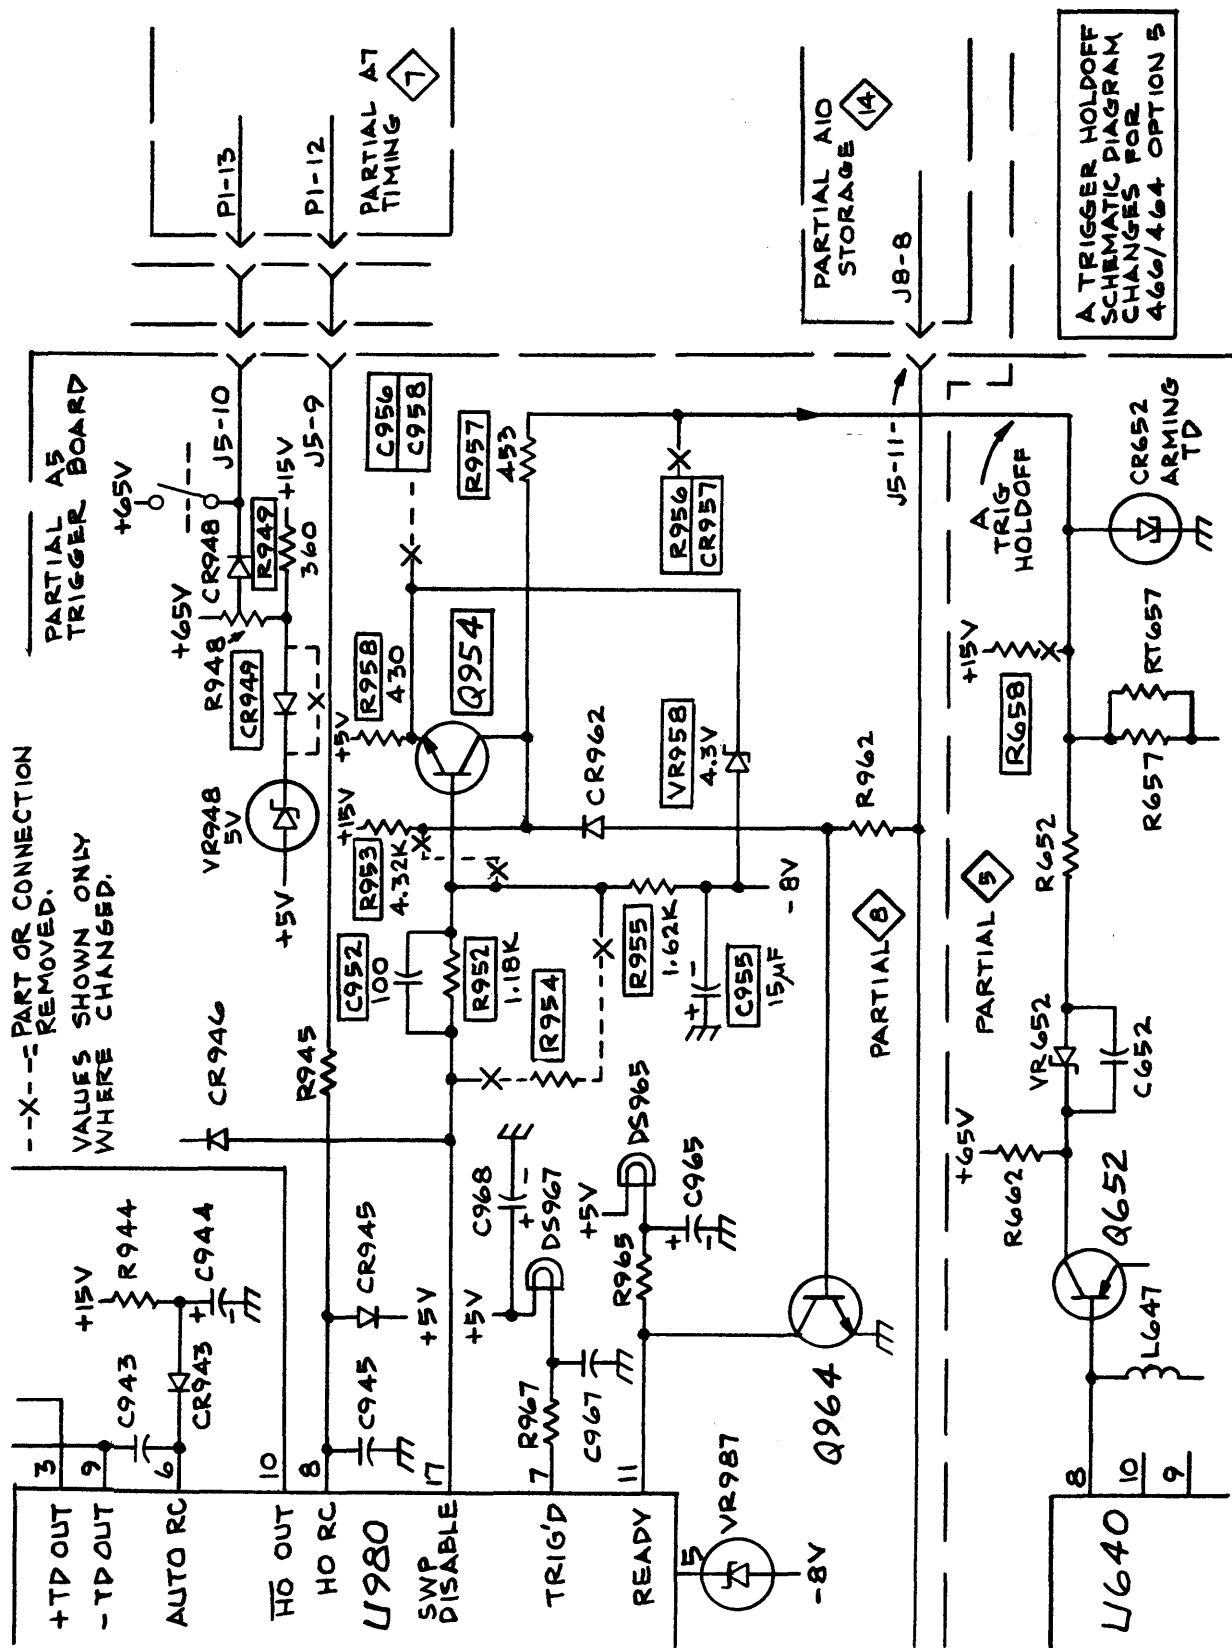 --X--= PART OR CONNECTION
REMOVED.
VALUES SHOWN ONLY
WHERE CHANGED.
PARTIAL A5
TRIGGER BOARD
+TD OUT
3
-TD OUT
9
AUTO RC
6
HO OUT
10
HO RC
8
U980
SWP
DISABLE
17
TRIG'D
7
READY
11
5
VR987
-8V
C943
CR943
+15V
R944
C944
+
-
C945
CR945
+5V
CR946
R945
VR948
5V
+5V
CR949
R948
+65V
CR948
R949
360
+15V
+65V
J5-10
J5-9
P1-13
P1-12
PARTIAL A7
TIMING
7
C952
100
R952
1.18K
R954
R953
4.32K
+15V
+5V
R958
430
Q954
C956
C958
R957
453
R956
CR957
CR962
VR958
4.3V
R955
1.62K
C955
15µF
+
-
-8V
R962
C968
+
-
+5V
DS967
R967
C967
+5V
DS965
R965
C965
+
-
Q964
PARTIAL 8
J5-11
J8-8
PARTIAL A10
STORAGE
14
PARTIAL 5
A
TRIG
HOLDOFF
U640
8
10
9
L647
Q652
+65V
R662
VR652
C652
R652
+15V
R658
R657
RT657
CR652
ARMING
TD
A TRIGGER HOLDOFF
SCHEMATIC DIAGRAM
CHANGES FOR
466/464 OPTION 5